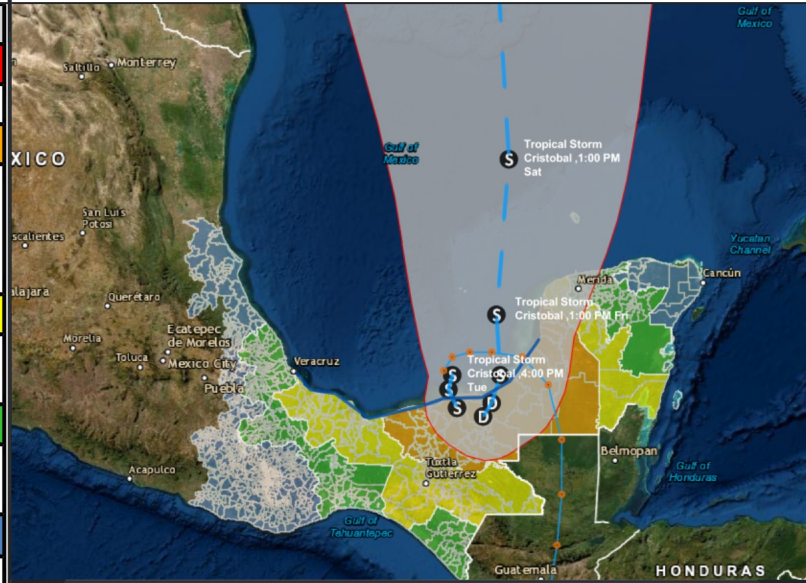 Gulf of
Mexico
Saltillo
Monterrey
Tropical Storm
Cristobal ,1:00 PM
Sat
Gulf of
Mexico
XICO
San Luis
Potosi
scalientes
Yucatan
Channel
Merida
Cancún
alajara
Querétaro
Tropical Storm
Cristobal ,1:00 PM Fri
Ecatepec
de Morelos
Morelia
Toluca
Mexico City
Veracruz
Tropical Storm
Cristobal ,4:00 PM
Tue
Puebla
S
S
S
S
S
S
D
D
Acapulco
Tuxtla
Gutierrez
Belmopan
Gulf of
Honduras
Gulf of
Tehuantepec
Guatemala
HONDURAS